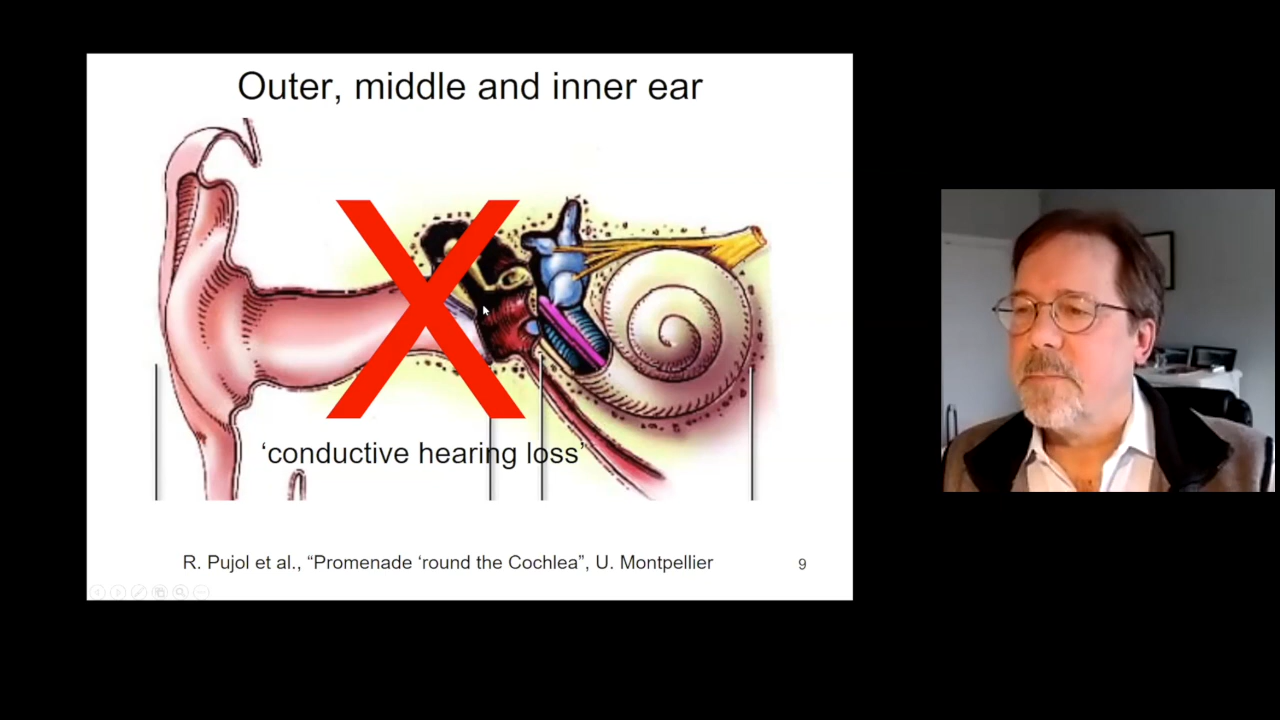 Outer, middle and inner ear
‘conductive hearing loss’
R. Pujol et al., “Promenade ‘round the Cochlea”, U. Montpellier
9